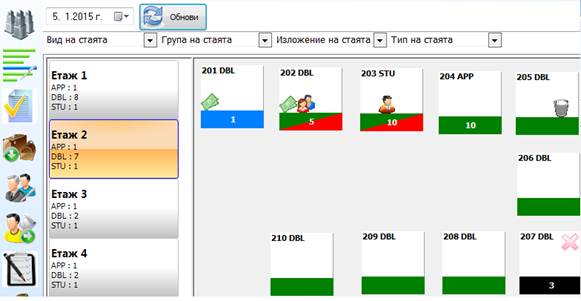 5. 1.2015 г.
Обнови
Вид на стаята Група на стаята Изложение на стаята Тип на стаята
Етаж 1
APP : 1
DBL : 8
STU : 1
Етаж 2
APP : 1
DBL : 7
STU : 1
Етаж 3
APP : 1
DBL : 2
STU : 1
Етаж 4
APP : 1
DBL : 2
STU : 1
201 DBL
1
202 DBL
5
203 STU
10
204 APP
10
205 DBL
206 DBL
210 DBL
209 DBL
208 DBL
207 DBL
3